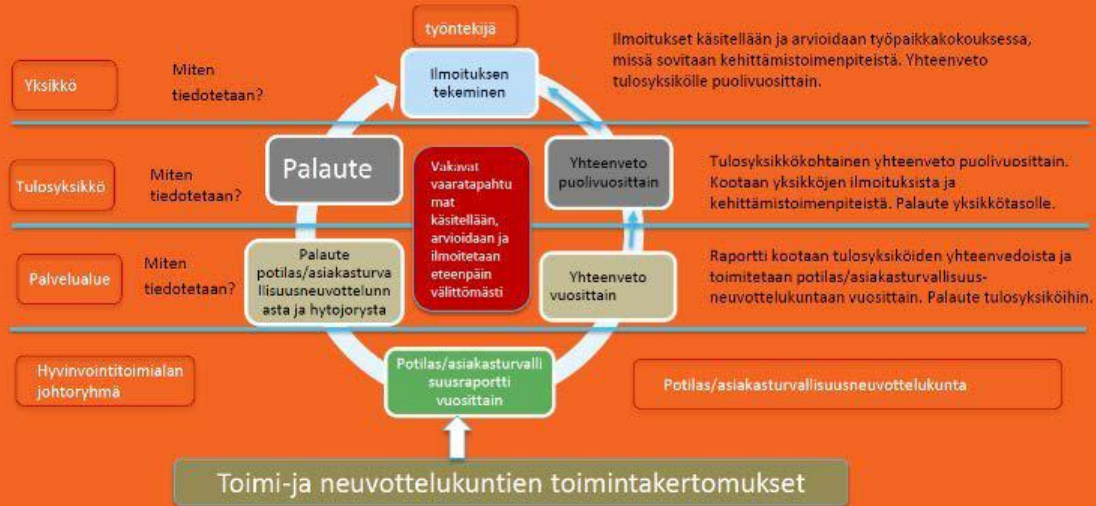 työntekijä
Ilmoitukset käsitellään ja arvioidaan työpaikkakokouksessa,
missä sovitaan kehittämistoimenpiteistä. Yhteenveto
tulosyksikölle puolivuosittain.
Yksikkö
Miten
tiedotetaan?
Ilmoituksen
tekeminen
Tulosyksikkö
Miten
tiedotetaan?
Palaute
Vakavat
vaaratapahtu
mat
käsitellään,
arvioidaan ja
ilmoitetaan
eteenpäin
välittömästi
Yhteenveto
puolivuosittain
Tulosyksikkökohtainen yhteenveto puolivuosittain.
Kootaan yksikköjen ilmoituksista ja
kehittämistoimenpiteistä. Palaute yksikkötasolle.
Palvelualue
Miten
tiedotetaan?
Palaute
potilas/asiakasturva
llisuusneuvottelunn
asta ja hytojorysta
Yhteenveto
vuosittain
Raportti kootaan tulosyksiköiden yhteenvedoista ja
toimitetaan potilas/asiakasturvallisuus-
neuvottelukuntaan vuosittain. Palaute tulosyksiköihin.
Hyvinvointitoimialan
johtoryhmä
Potilas/asiakasturvalli
suusraportti
vuosittain
Potilas/asiakasturvallisuusneuvottelukunta
Toimi-ja neuvottelukuntien toimintakertomukset